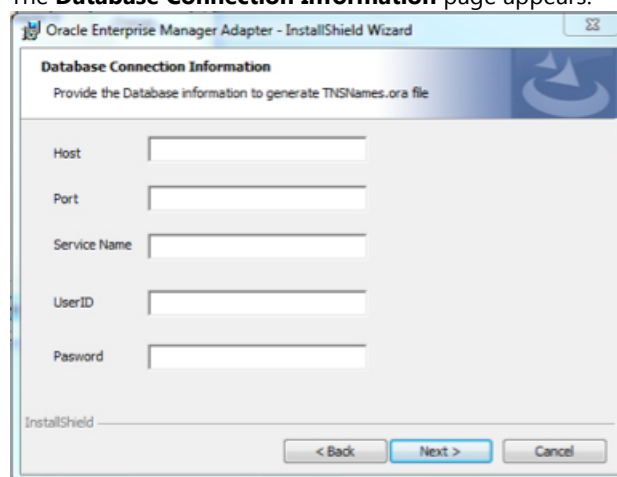 The Database Connection Information page appears.
Oracle Enterprise Manager Adapter - InstallShield Wizard
Database Connection Information
Provide the Database information to generate TNSNames.ora file
Host
Port
Service Name
UserID
Pasword
InstallShield
< Back Next > Cancel